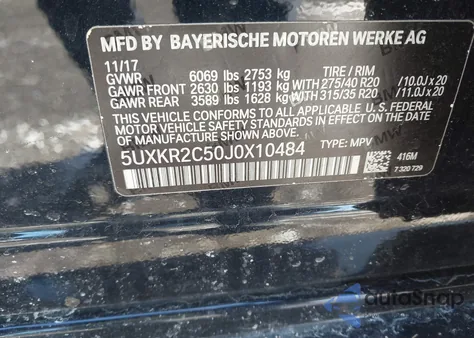 MFD BY BAYERISCHE MOTOREN WERKE AG
11/17
GVWR 6069 lbs 2753 kg TIRE / RIM
GAWR FRONT 2630 lbs 1193 kg WITH 275/40 R20 /10.0J x 20
GAWR REAR 3589 lbs 1628 kg WITH 315/35 R20 /11.0J x 20
THIS VEHICLE CONFORMS TO ALL APPLICABLE U.S. FEDERAL MOTOR
VEHICLE SAFETY STANDARDS IN EFFECT ON THE DATE
OF MANUFACTURE SHOWN ABOVE.
5UXKR2C50J0X10484 TYPE: MPV
416M
7 320 729
autoSnap